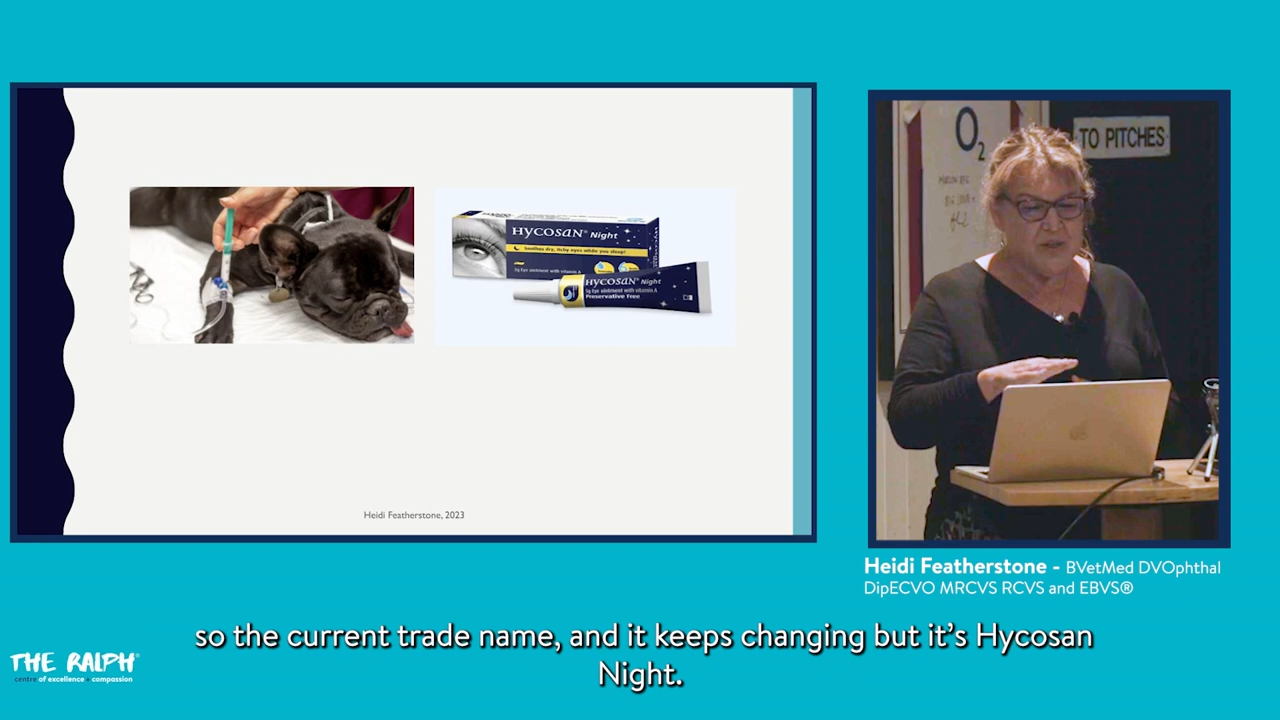 HYCOSAN® Night
Soothes dry, itchy eyes while you sleep!
5g Eye ointment with vitamin A
HYCOSAN® Night
5g Eye ointment with vitamin A
Preservative Free
Heidi Featherstone, 2023
O2
TO PITCHES
Heidi Featherstone - BVetMed DVOphthal
DipECVO MRCVS RCVS and EBVS®
so the current trade name, and it keeps changing but it’s Hycosan
Night.
THE RALPH®
centre of excellence + compassion